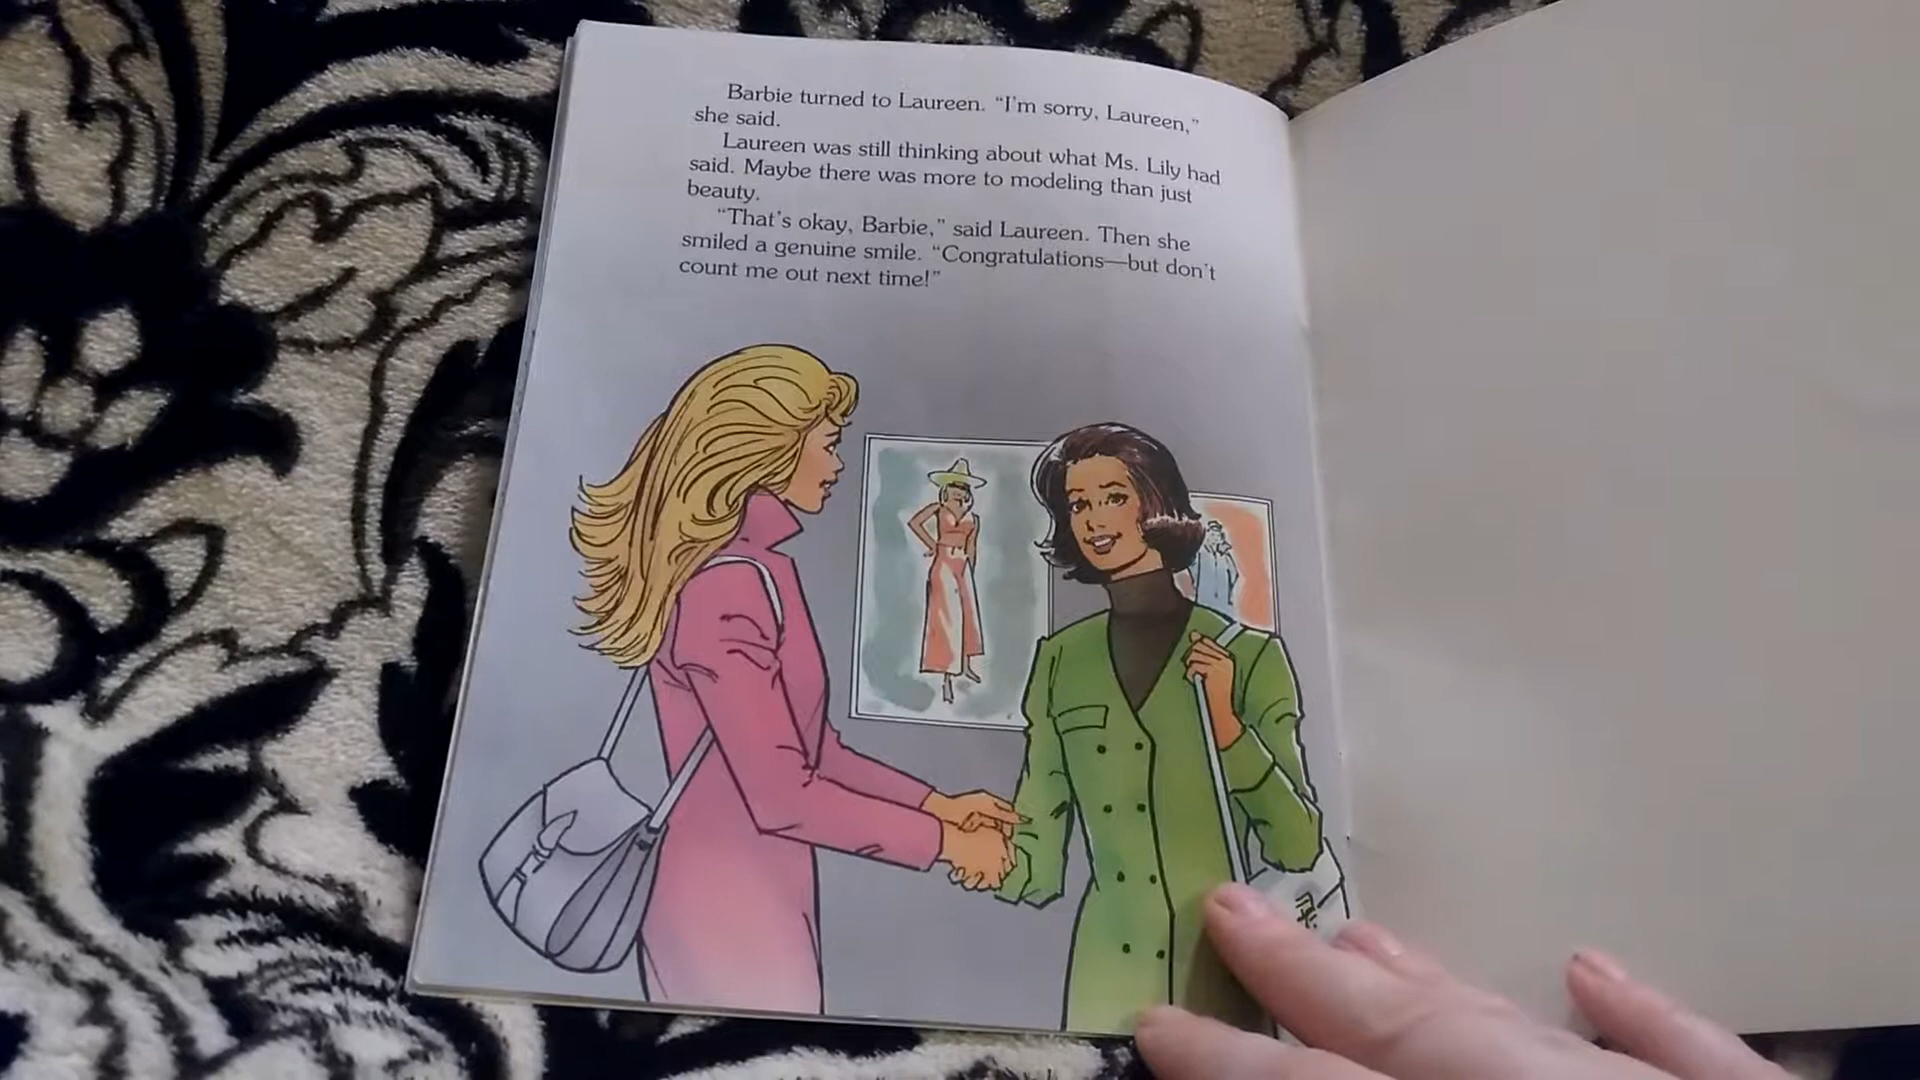 Barbie turned to Laureen. “I'm sorry, Laureen,”
she said.
Laureen was still thinking about what Ms. Lily had
said. Maybe there was more to modeling than just
beauty.
“That's okay, Barbie,” said Laureen. Then she
smiled a genuine smile. “Congratulations—but don't
count me out next time!”